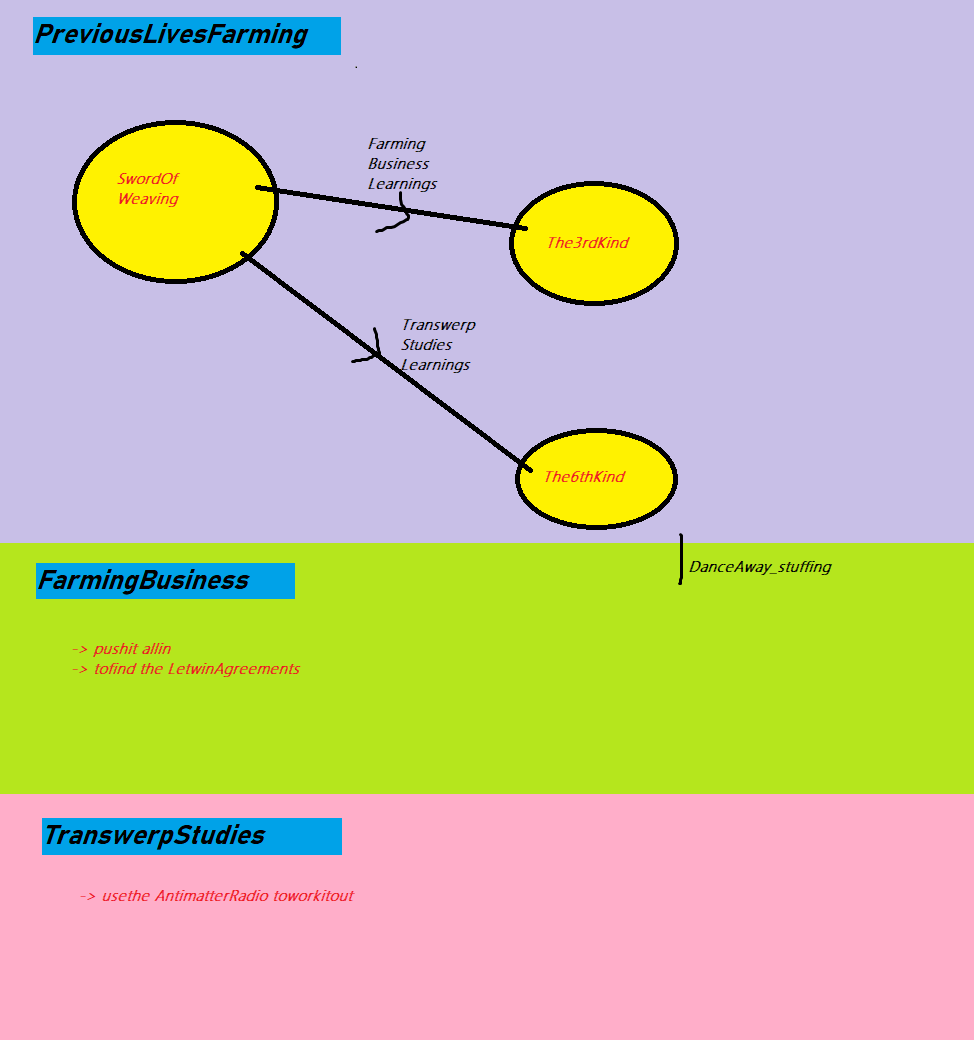 PreviousLivesFarming
.
Farming
Business
Learnings
SwordOf
Weaving
The3rdKind
Transwerp
Studies
Learnings
The6thKind
DanceAway_stuffing
FarmingBusiness
-> pushit allin
-> tofind the LetwinAgreements
TranswerpStudies
-> usethe AntimatterRadio toworkitout